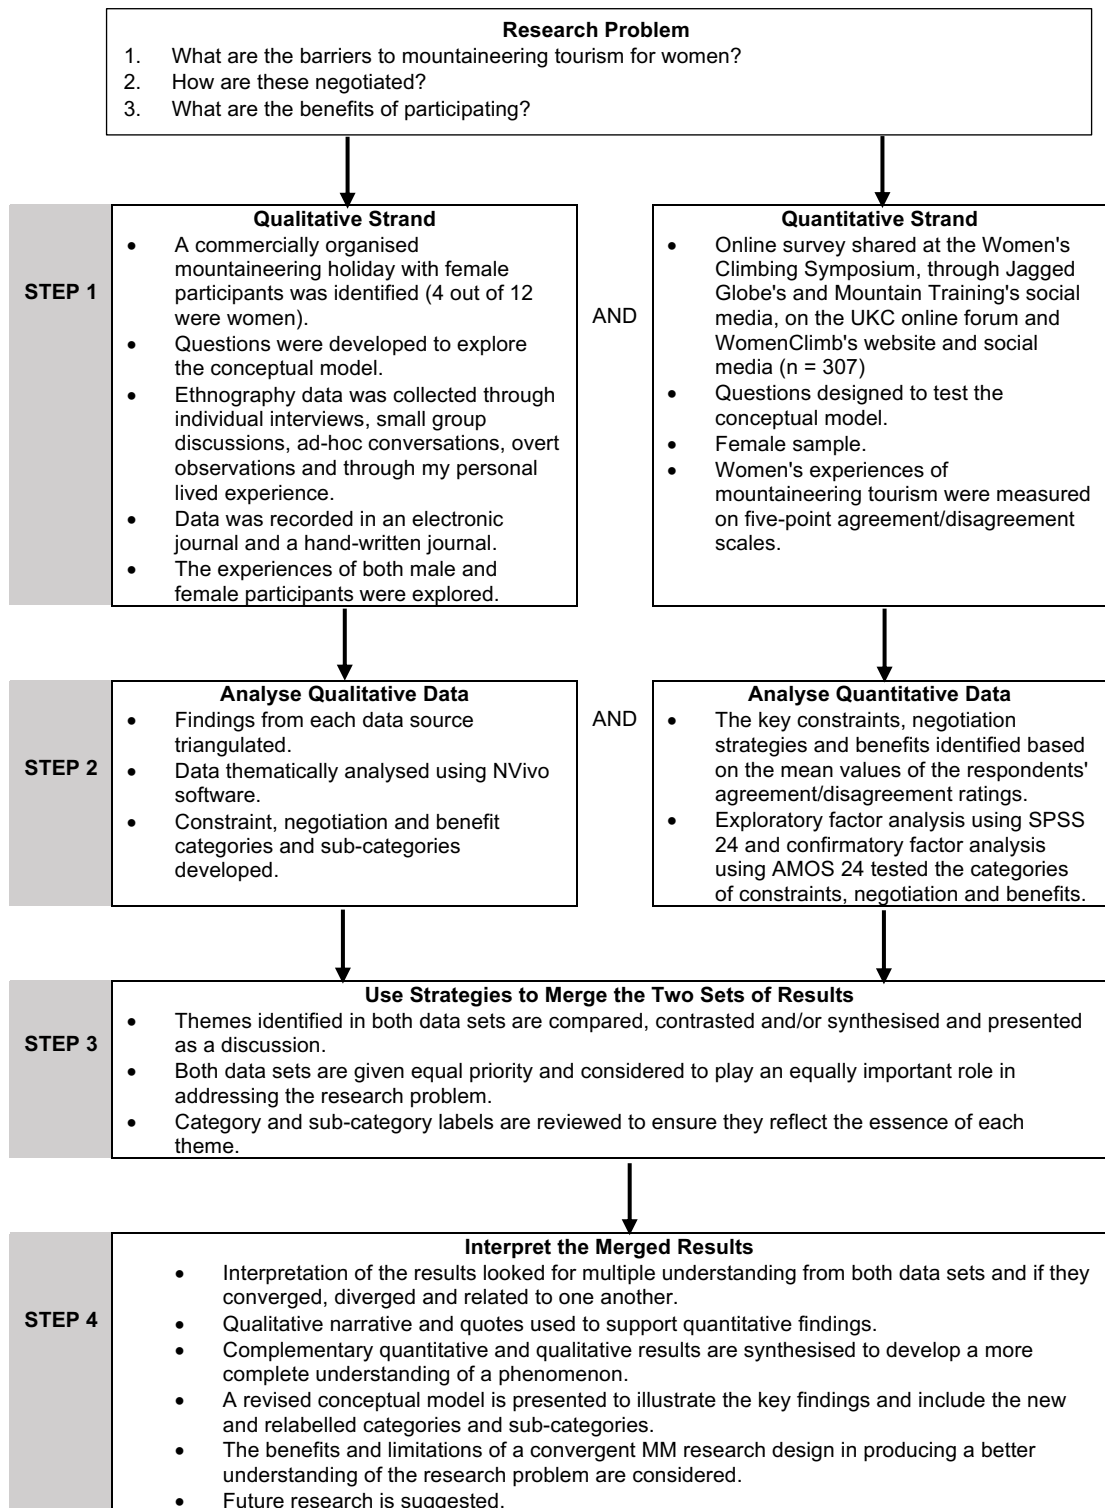 Research Problem
1. What are the barriers to mountaineering tourism for women?
2. How are these negotiated?
3. What are the benefits of participating?
STEP 1
Qualitative Strand
• A commercially organised
mountaineering holiday with female
participants was identified (4 out of 12
were women).
• Questions were developed to explore
the conceptual model.
• Ethnography data was collected through
individual interviews, small group
discussions, ad-hoc conversations, overt
observations and through my personal
lived experience.
• Data was recorded in an electronic
journal and a hand-written journal.
• The experiences of both male and
female participants were explored.
AND
Quantitative Strand
• Online survey shared at the Women's
Climbing Symposium, through Jagged
Globe's and Mountain Training's social
media, on the UKC online forum and
WomenClimb's website and social
media (n = 307)
• Questions designed to test the
conceptual model.
• Female sample.
• Women's experiences of
mountaineering tourism were measured
on five-point agreement/disagreement
scales.
STEP 2
Analyse Qualitative Data
• Findings from each data source
triangulated.
• Data thematically analysed using NVivo
software.
• Constraint, negotiation and benefit
categories and sub-categories
developed.
AND
Analyse Quantitative Data
• The key constraints, negotiation
strategies and benefits identified based
on the mean values of the respondents'
agreement/disagreement ratings.
• Exploratory factor analysis using SPSS
24 and confirmatory factor analysis
using AMOS 24 tested the categories
of constraints, negotiation and benefits.
STEP 3
Use Strategies to Merge the Two Sets of Results
• Themes identified in both data sets are compared, contrasted and/or synthesised and presented
as a discussion.
• Both data sets are given equal priority and considered to play an equally important role in
addressing the research problem.
• Category and sub-category labels are reviewed to ensure they reflect the essence of each
theme.
STEP 4
Interpret the Merged Results
• Interpretation of the results looked for multiple understanding from both data sets and if they
converged, diverged and related to one another.
• Qualitative narrative and quotes used to support quantitative findings.
• Complementary quantitative and qualitative results are synthesised to develop a more
complete understanding of a phenomenon.
• A revised conceptual model is presented to illustrate the key findings and include the new
and relabelled categories and sub-categories.
• The benefits and limitations of a convergent MM research design in producing a better
understanding of the research problem are considered.
• Future research is suggested.